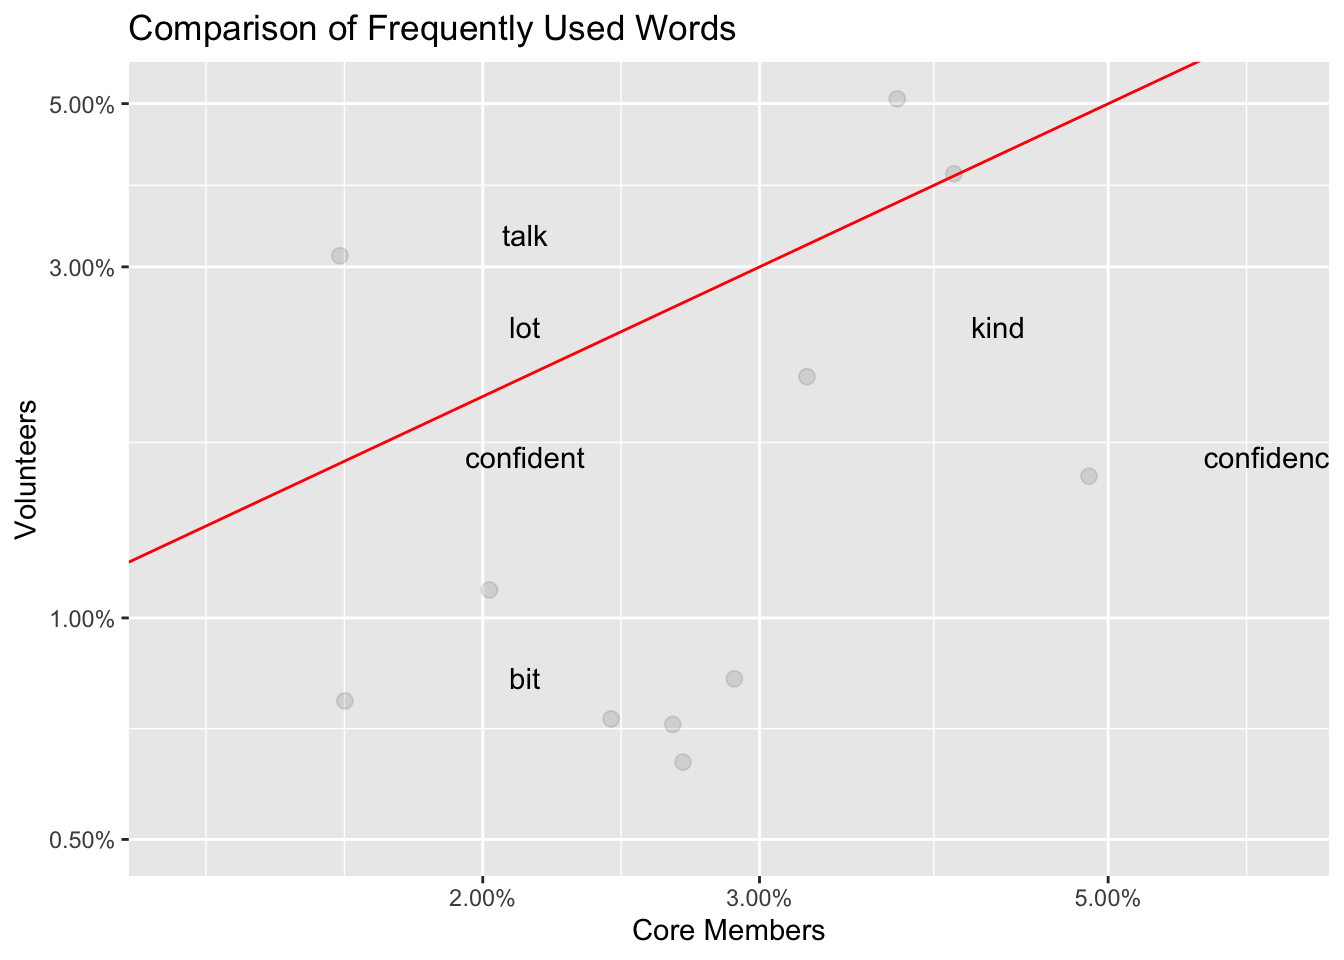 Comparison of Frequently Used Words
5.00%
talk
3.00%
lot
kind
confident
confidenc
Volunteers
1.00%
bit
0.50%
2.00%
3.00%
5.00%
Core Members